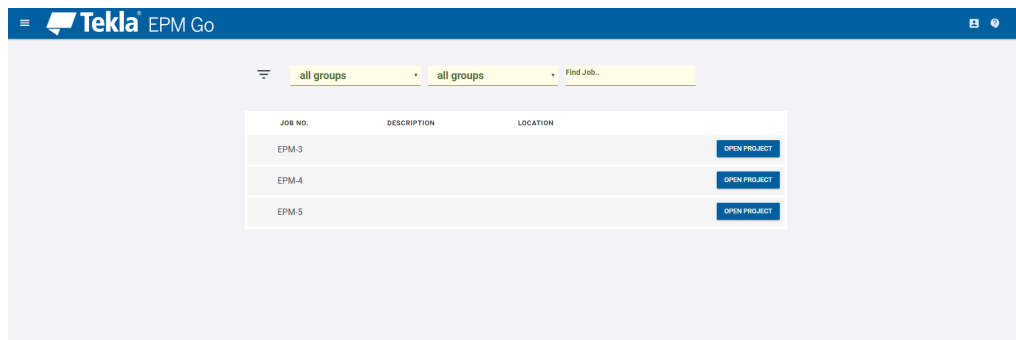 Tekla® EPM Go
all groups all groups Find Job..
JOB NO. DESCRIPTION LOCATION
EPM-3 OPEN PROJECT
EPM-4 OPEN PROJECT
EPM-5 OPEN PROJECT